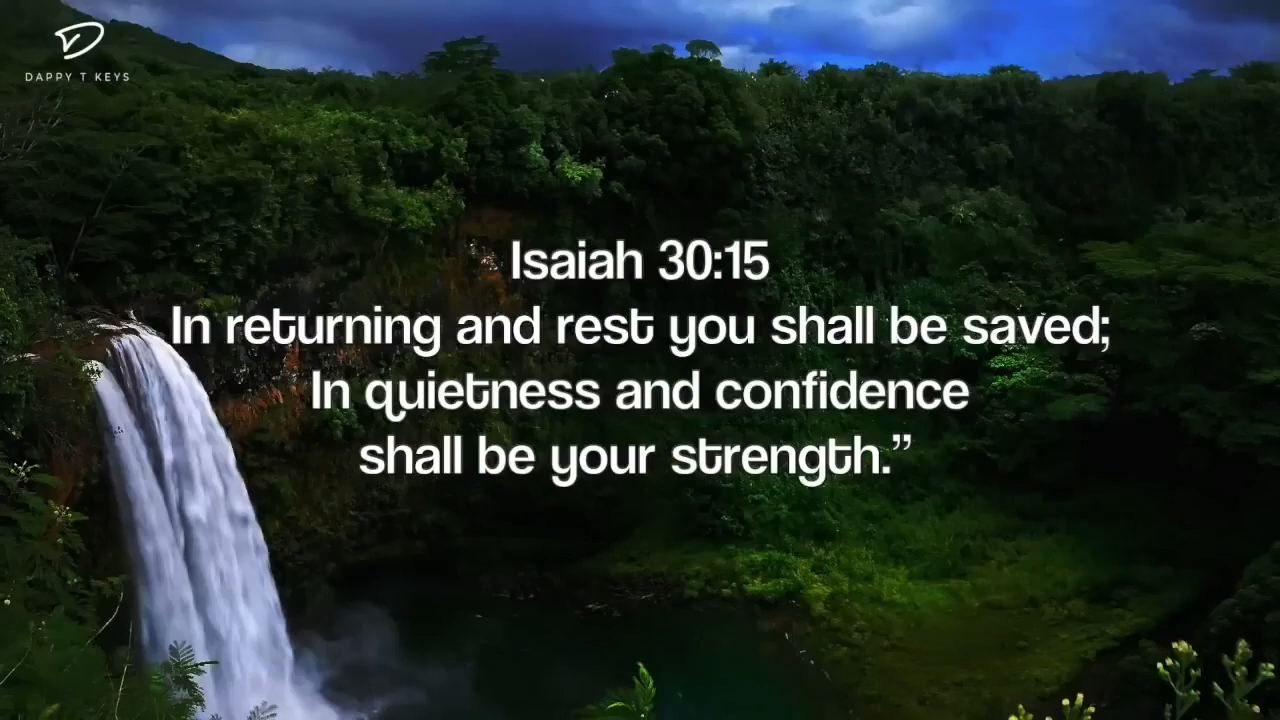 DAPPY T KEYS
Isaiah 30:15
In returning and rest you shall be saved;
In quietness and confidence
shall be your strength.”